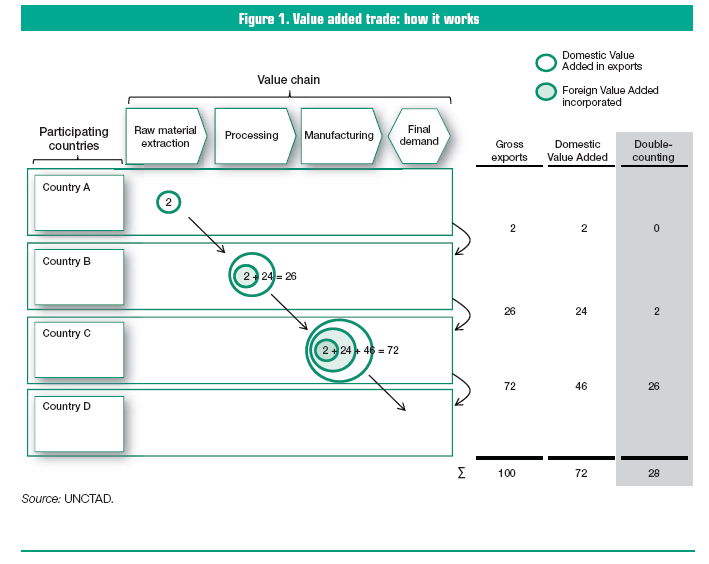 Figure 1. Value added trade: how it works
Domestic Value
Added in exports
Foreign Value Added
incorporated
Value chain
Participating
countries
Raw material
extraction
Processing
Manufacturing
Final
demand
Gross
exports
Domestic
Value Added
Double-
counting
Country A
2
2 2 0
Country B
2 + 24 = 26
26 24 2
Country C
2 + 24 + 46 = 72
72 46 26
Country D
Σ 100 72 28
Source: UNCTAD.